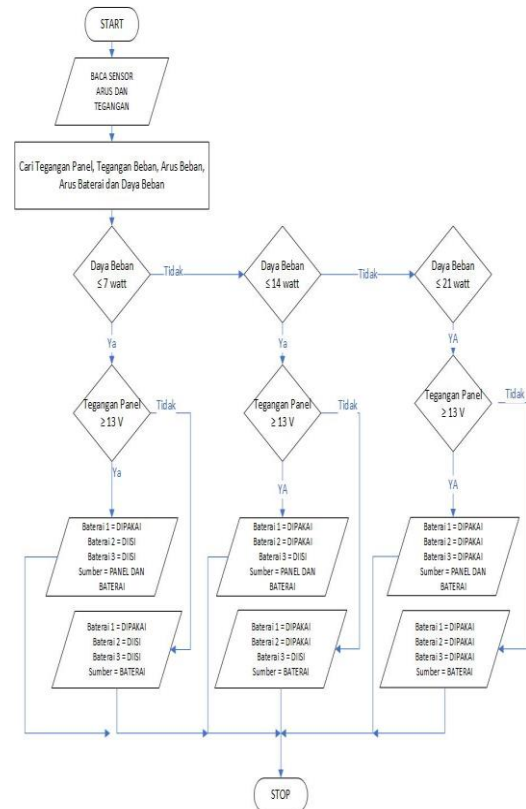 START
BACA SENSOR
ARUS DAN
TEGANGAN
Cari Tegangan Panel, Tegangan Beban, Arus Beban,
Arus Baterai dan Daya Beban
Daya Beban
≤ 7 watt
Tidak
Daya Beban
≤ 14 watt
Tidak
Daya Beban
≤ 21 watt
Ya
Ya
YA
Tegangan Panel
≥ 13 V
Tidak
Tegangan Panel
≥ 13 V
Tidak
Tegangan Panel
≥ 13 V
Tidak
Ya
YA
YA
Baterai 1 = DIPAKAI
Baterai 2 = DIISI
Baterai 3 = DIISI
Sumber = PANEL DAN
BATERAI
Baterai 1 = DIPAKAI
Baterai 2 = DIPAKAI
Baterai 3 = DIISI
Sumber = PANEL DAN
BATERAI
Baterai 1 = DIPAKAI
Baterai 2 = DIPAKAI
Baterai 3 = DIPAKAI
Sumber = PANEL DAN
BATERAI
Baterai 1 = DIPAKAI
Baterai 2 = DIISI
Baterai 3 = DIISI
Sumber = BATERAI
Baterai 1 = DIPAKAI
Baterai 2 = DIPAKAI
Baterai 3 = DIISI
Sumber = BATERAI
Baterai 1 = DIPAKAI
Baterai 2 = DIPAKAI
Baterai 3 = DIPAKAI
Sumber = BATERAI
STOP